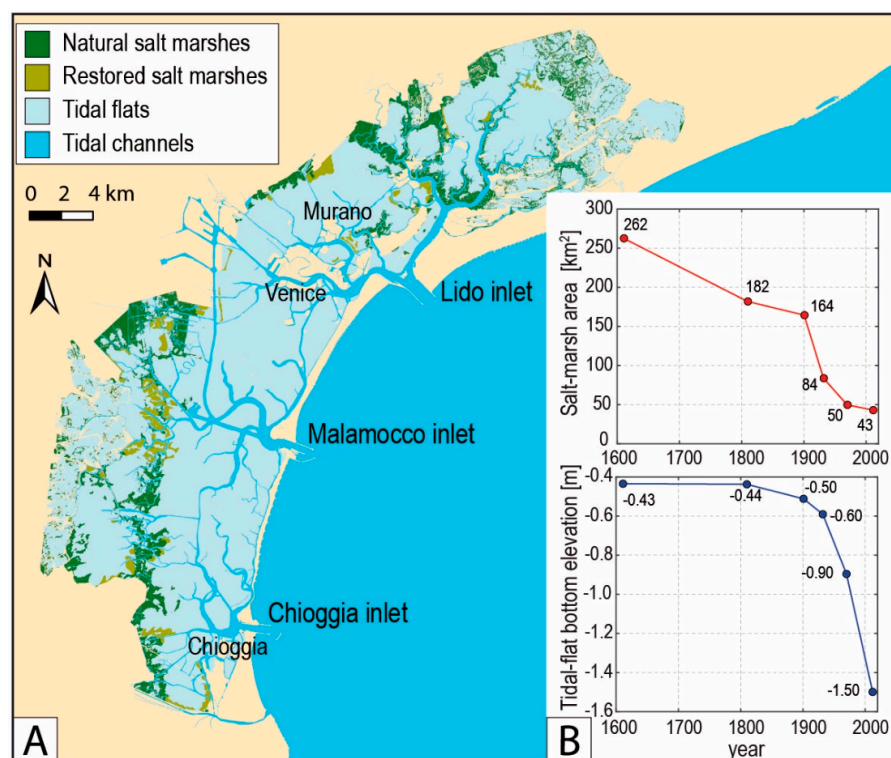 Natural salt marshes
Restored salt marshes
Tidal flats
Tidal channels
0 2 4 km
N
Murano
Venice
Lido inlet
Malamocco inlet
Chioggia inlet
Chioggia
A
Salt-marsh area [km²]
300
250
200
150
100
50
0
262
182
164
84
50
43
1600 1700 1800 1900 2000
Tidal-flat bottom elevation [m]
-0.4
-0.6
-0.8
-1.0
-1.2
-1.4
-1.6
-0.43
-0.44
-0.50
-0.60
-0.90
-1.50
1600 1700 1800 1900 2000
year
B